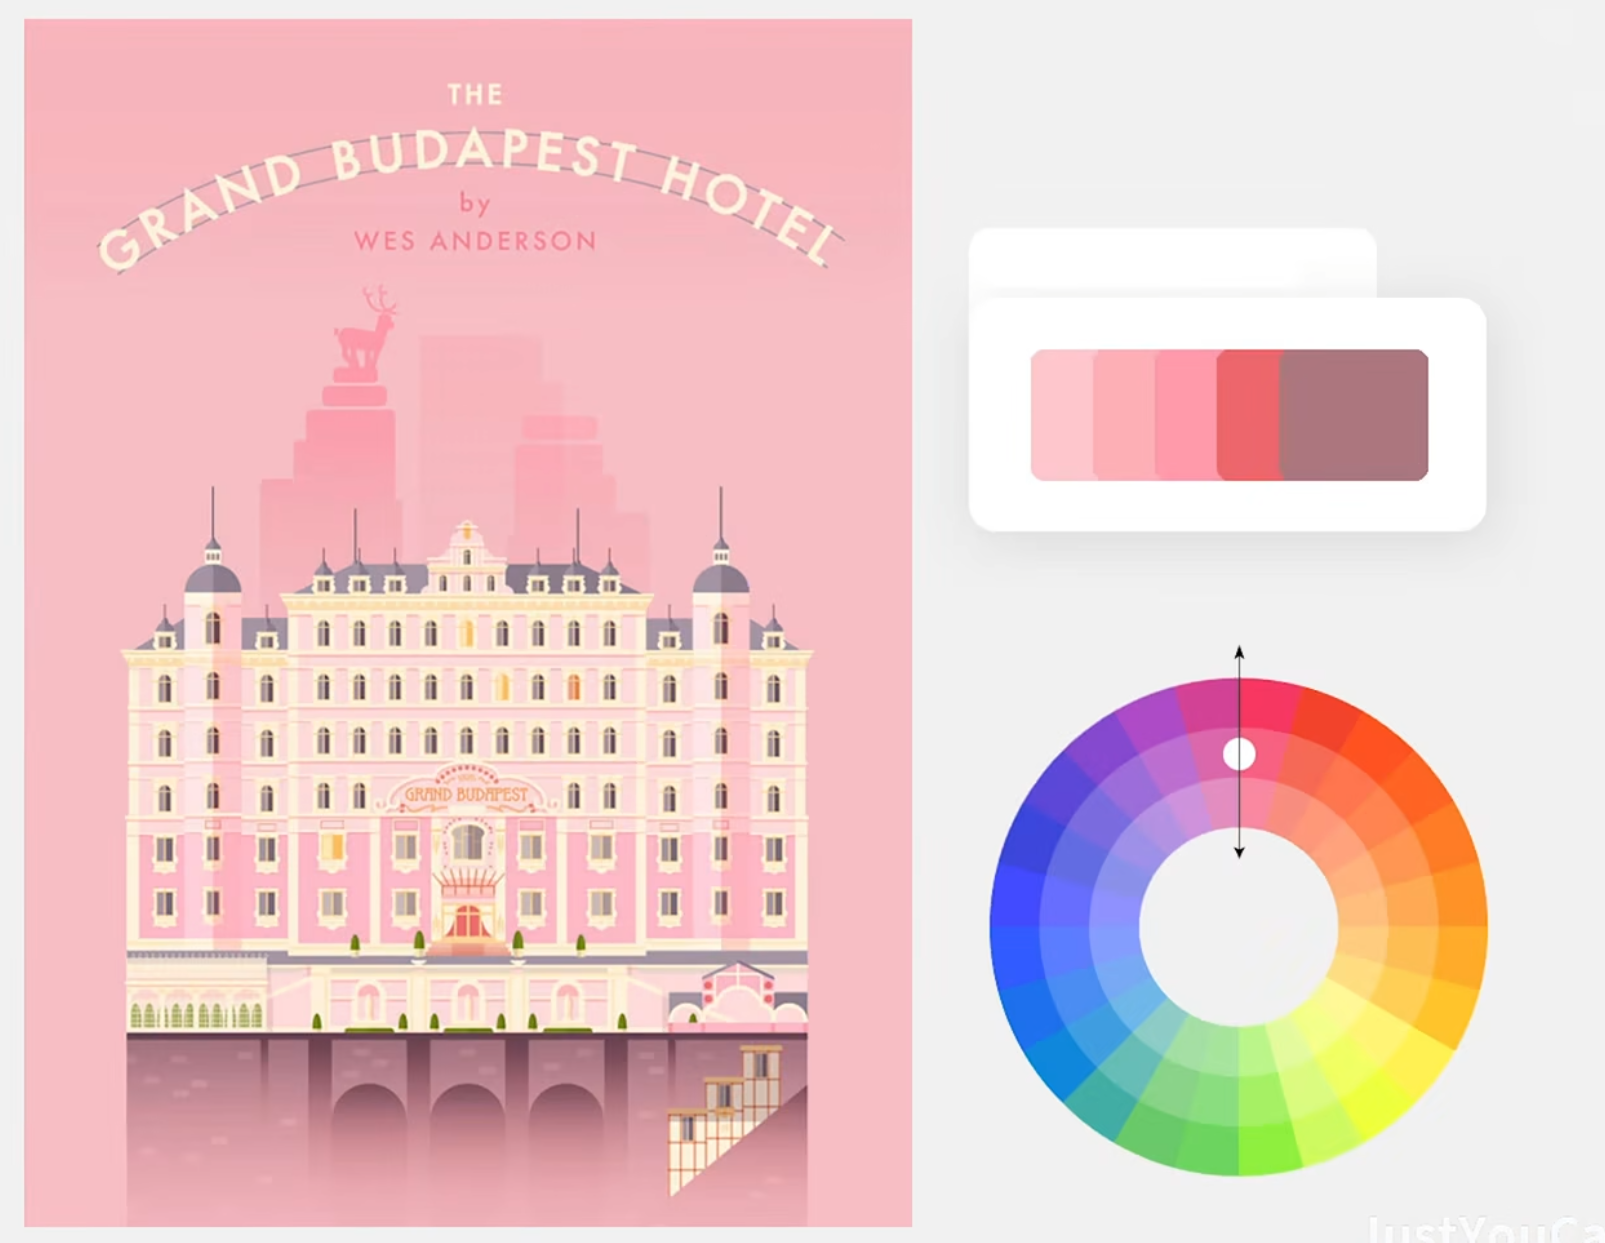 THE
GRAND BUDAPEST HOTEL
by
WES ANDERSON
GRAND BUDAPEST